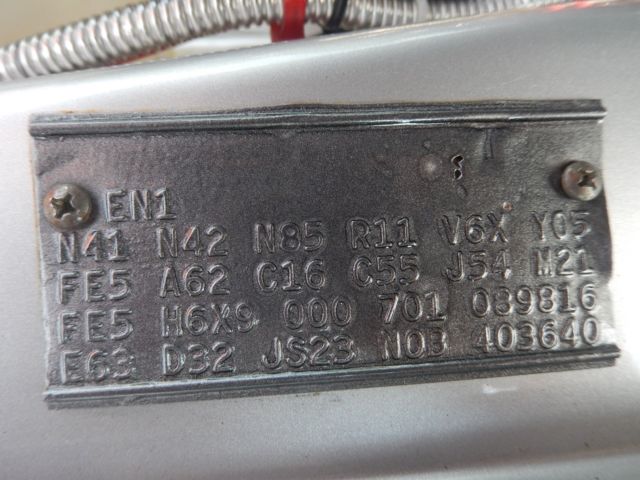 EN1
N41 N42 N85 R11 V6X Y05
FE5 A62 C16 C55 J54 M21
FE5 H6X9 000 701 089816
E63 D32 JS23 N0B 403640